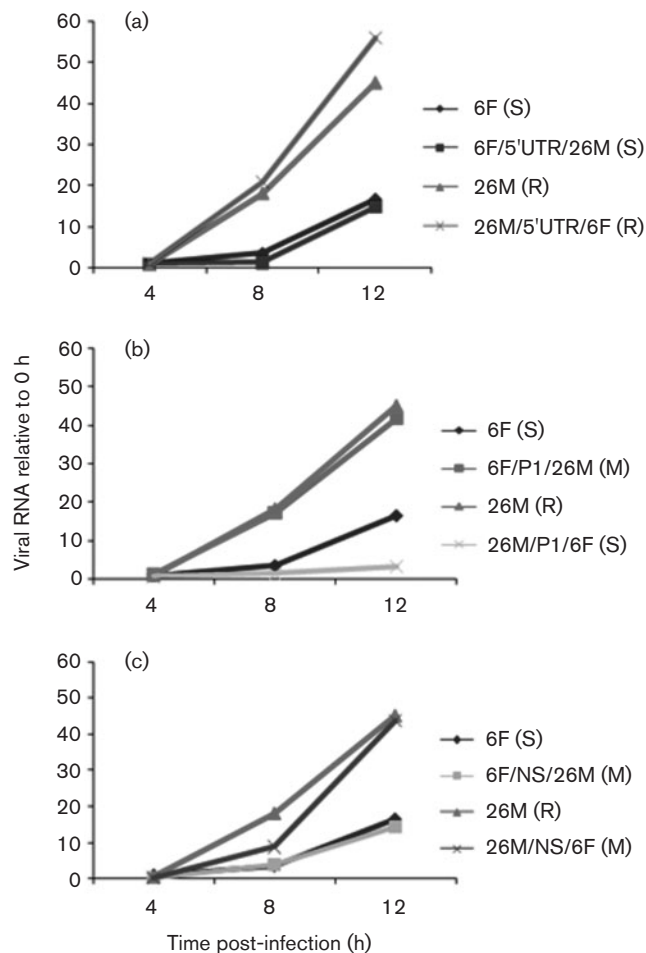 Viral RNA relative to 0 h
(a)
60
50
40
30
20
10
0
4 8 12
6F (S)
6F/5'UTR/26M (S)
26M (R)
26M/5'UTR/6F (R)
(b)
60
50
40
30
20
10
0
4 8 12
6F (S)
6F/P1/26M (M)
26M (R)
26M/P1/6F (S)
(c)
60
50
40
30
20
10
0
4 8 12
6F (S)
6F/NS/26M (M)
26M (R)
26M/NS/6F (M)
Time post-infection (h)